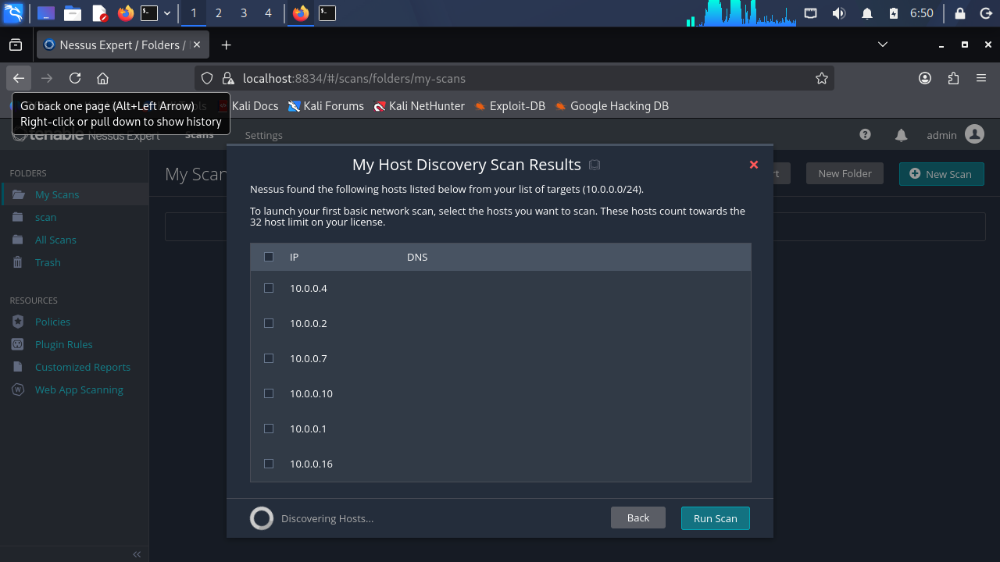 1 2 3 4 6:50
Nessus Expert / Folders /
localhost:8834/#/scans/folders/my-scans
Go back one page (Alt+Left Arrow)
Right-click or pull down to show history
Kali Docs Kali Forums Kali NetHunter Exploit-DB Google Hacking DB
tenable Nessus Expert Scans Settings admin
FOLDERS
My Scans
scan
All Scans
Trash
RESOURCES
Policies
Plugin Rules
Customized Reports
Web App Scanning
New Folder New Scan
My Host Discovery Scan Results
Nessus found the following hosts listed below from your list of targets (10.0.0.0/24).
To launch your first basic network scan, select the hosts you want to scan. These hosts count towards the
32 host limit on your license.
IP DNS
10.0.0.4
10.0.0.2
10.0.0.7
10.0.0.10
10.0.0.1
10.0.0.16
Discovering Hosts... Back Run Scan